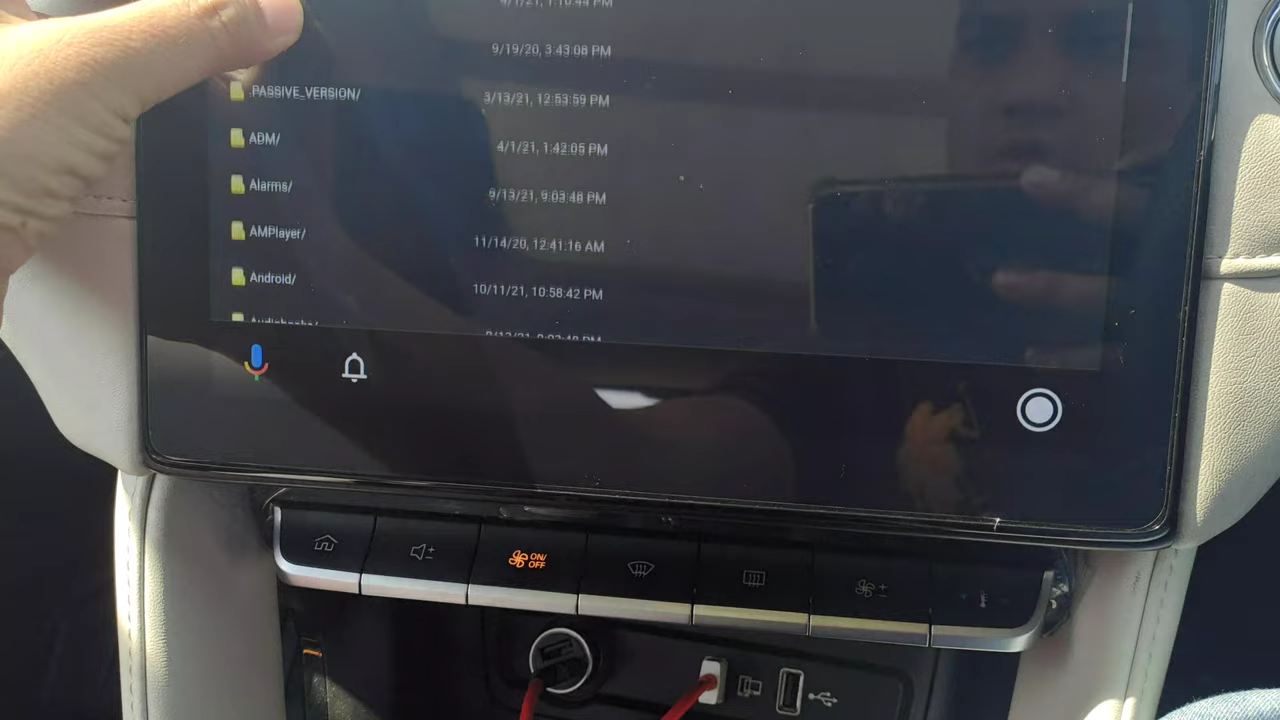 9/19/20, 3:43:08 PM
.PASSIVE_VERSION/ 3/13/21, 12:53:59 PM
ADM/ 4/1/21, 1:42:05 PM
Alarms/ 9/13/21, 9:03:48 PM
AMPlayer/ 11/14/20, 12:41:16 AM
Android/ 10/11/21, 10:58:42 PM
ON/
OFF